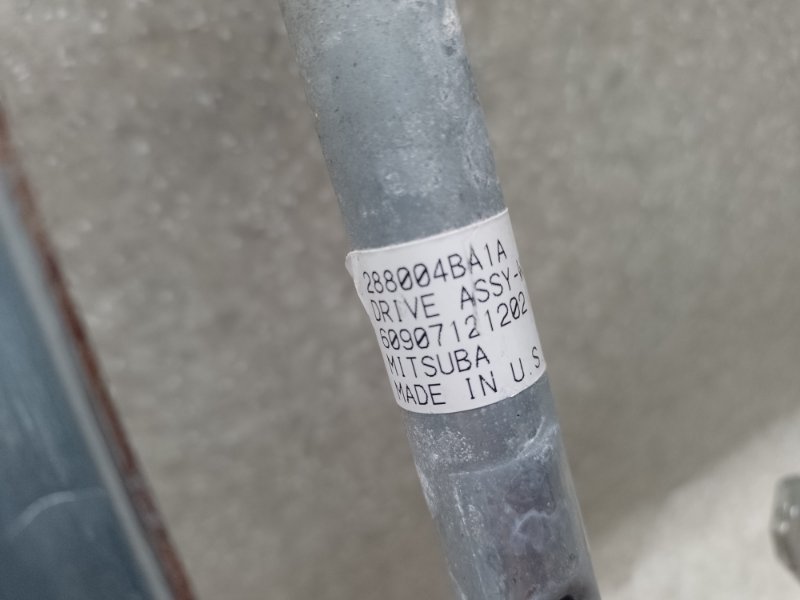 288004BA1A
DRIVE ASSY-W
60907121202
MITSUBA
MADE IN U.S